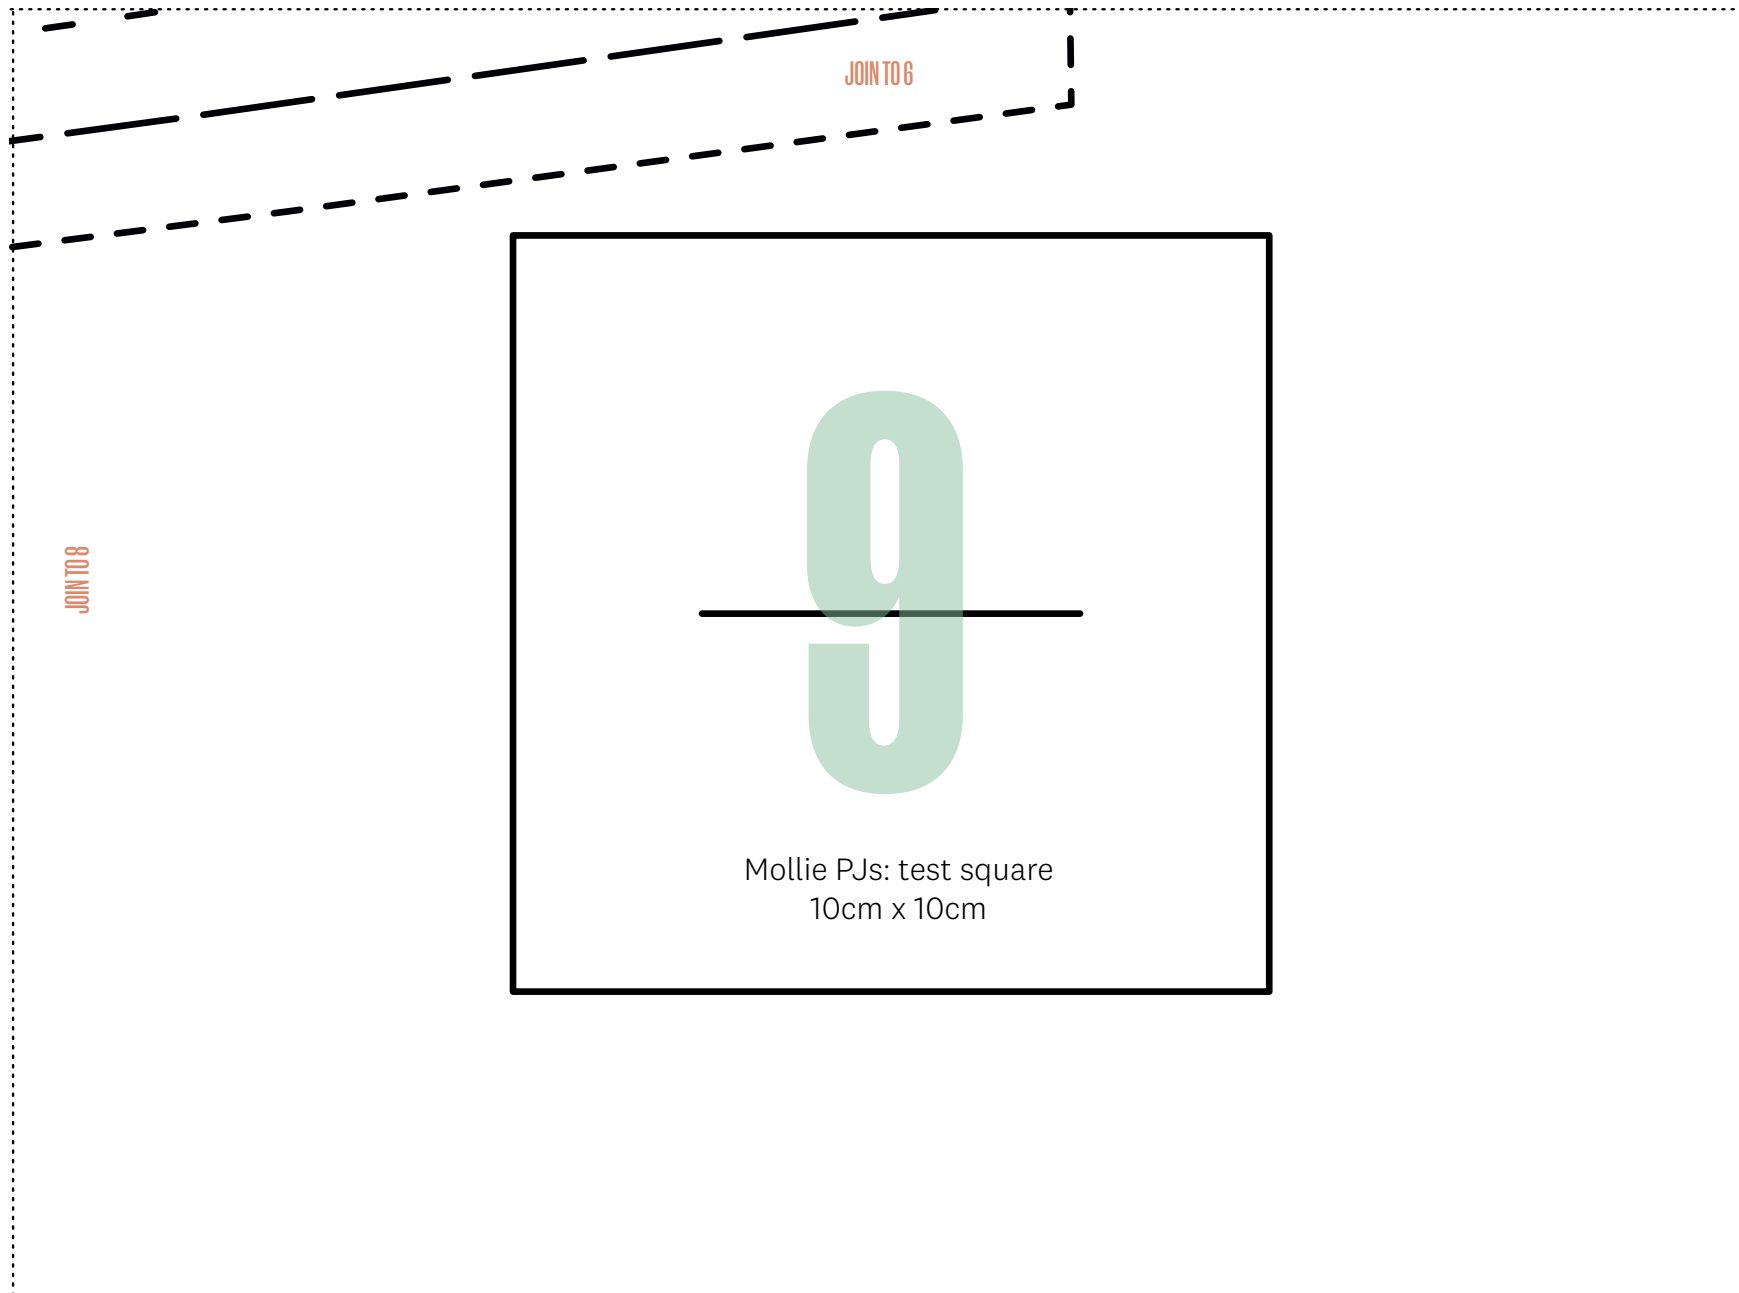 JOIN TO 6
JOIN TO 8
9
Mollie PJs: test square
10cm x 10cm